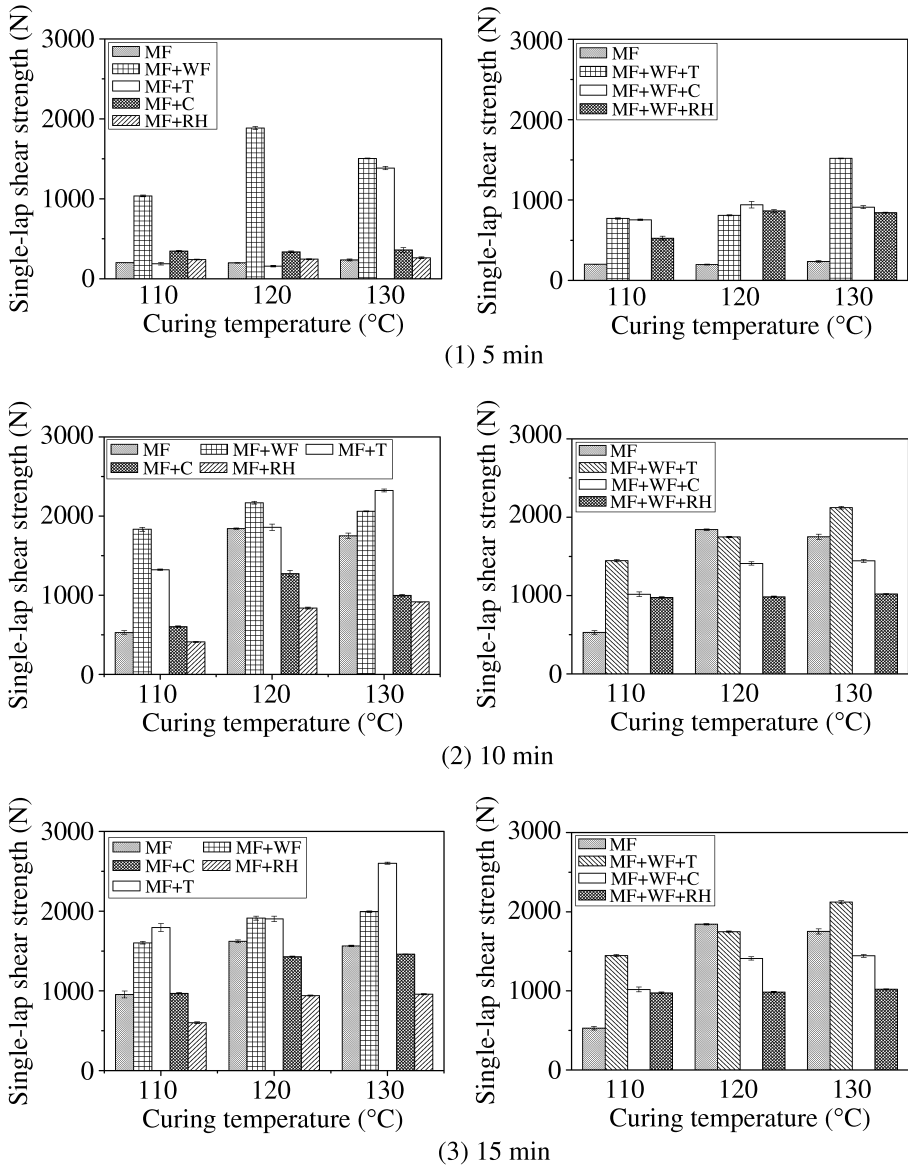 Single-lap shear strength (N)
3000
2000
1000
0
MF
MF+WF
MF+T
MF+C
MF+RH
110 120 130
Curing temperature (°C)
Single-lap shear strength (N)
3000
2000
1000
0
MF
MF+WF+T
MF+WF+C
MF+WF+RH
110 120 130
Curing temperature (°C)
(1) 5 min
Single-lap shear strength (N)
3000
2000
1000
0
MF MF+WF MF+T
MF+C MF+RH
110 120 130
Curing temperature (°C)
Single-lap shear strength (N)
3000
2000
1000
0
MF
MF+WF+T
MF+WF+C
MF+WF+RH
110 120 130
Curing temperature (°C)
(2) 10 min
Single-lap shear strength (N)
3000
2000
1000
0
MF MF+WF
MF+C MF+RH
MF+T
110 120 130
Curing temperature (°C)
Single-lap shear strength (N)
3000
2000
1000
0
MF
MF+WF+T
MF+WF+C
MF+WF+RH
110 120 130
Curing temperature (°C)
(3) 15 min